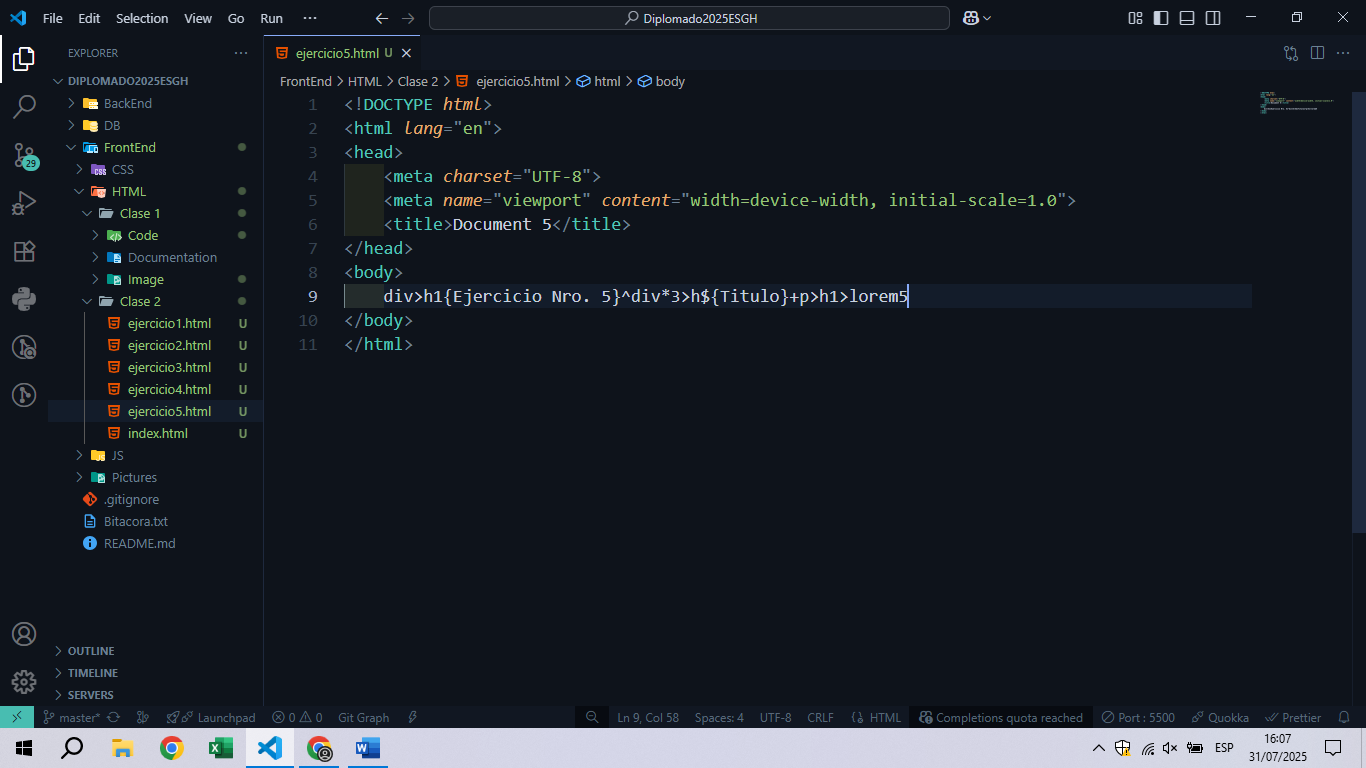 File Edit Selection View Go Run ··· Diplomado2025ESGH
EXPLORER ···
DIPLOMADO2025ESGH
BackEnd
DB
FrontEnd
CSS
HTML
Clase 1
Code
Documentation
Image
Clase 2
ejercicio1.html U
ejercicio2.html U
ejercicio3.html U
ejercicio4.html U
ejercicio5.html U
index.html U
JS
Pictures
.gitignore
Bitacora.txt
README.md
OUTLINE
TIMELINE
SERVERS
29
ejercicio5.html U
FrontEnd > HTML > Clase 2 > ejercicio5.html > html > body
1 <!DOCTYPE html>
2 <html lang="en">
3 <head>
4 <meta charset="UTF-8">
5 <meta name="viewport" content="width=device-width, initial-scale=1.0">
6 <title>Document 5</title>
7 </head>
8 <body>
9 div>h1{Ejercicio Nro. 5}^div*3>h${Titulo}+p>h1>lorem5
10 </body>
11 </html>
master* Launchpad 0 0 Git Graph Ln 9, Col 58 Spaces: 4 UTF-8 CRLF {} HTML Completions quota reached Port : 5500 Quokka Prettier
ESP 16:07
31/07/2025